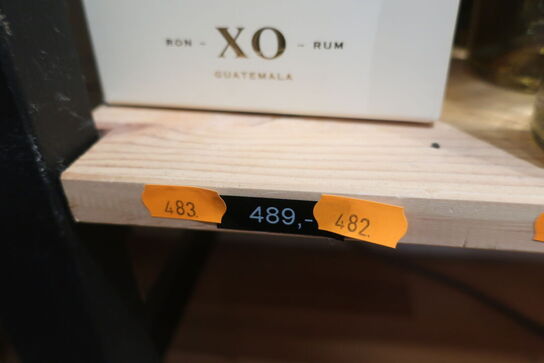 RON - XO - RUM
GUATEMALA
483.
489,-
482.